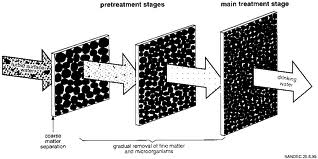 pretreatment stages
main treatment stage
drinking
water
coarse
matter
separation
gradual removal of fine matter
and microorganisms